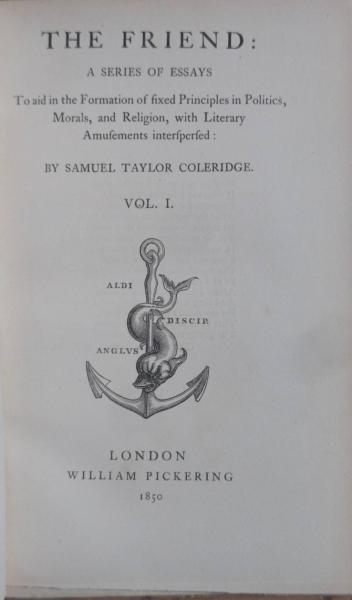 THE FRIEND:
A SERIES OF ESSAYS
To aid in the Formation of fixed Principles in Politics,
Morals, and Religion, with Literary
Amuſements interſperſed:
BY SAMUEL TAYLOR COLERIDGE.
VOL. I.
ALDI
DISCIP.
ANGLVS
LONDON
WILLIAM PICKERING
1850